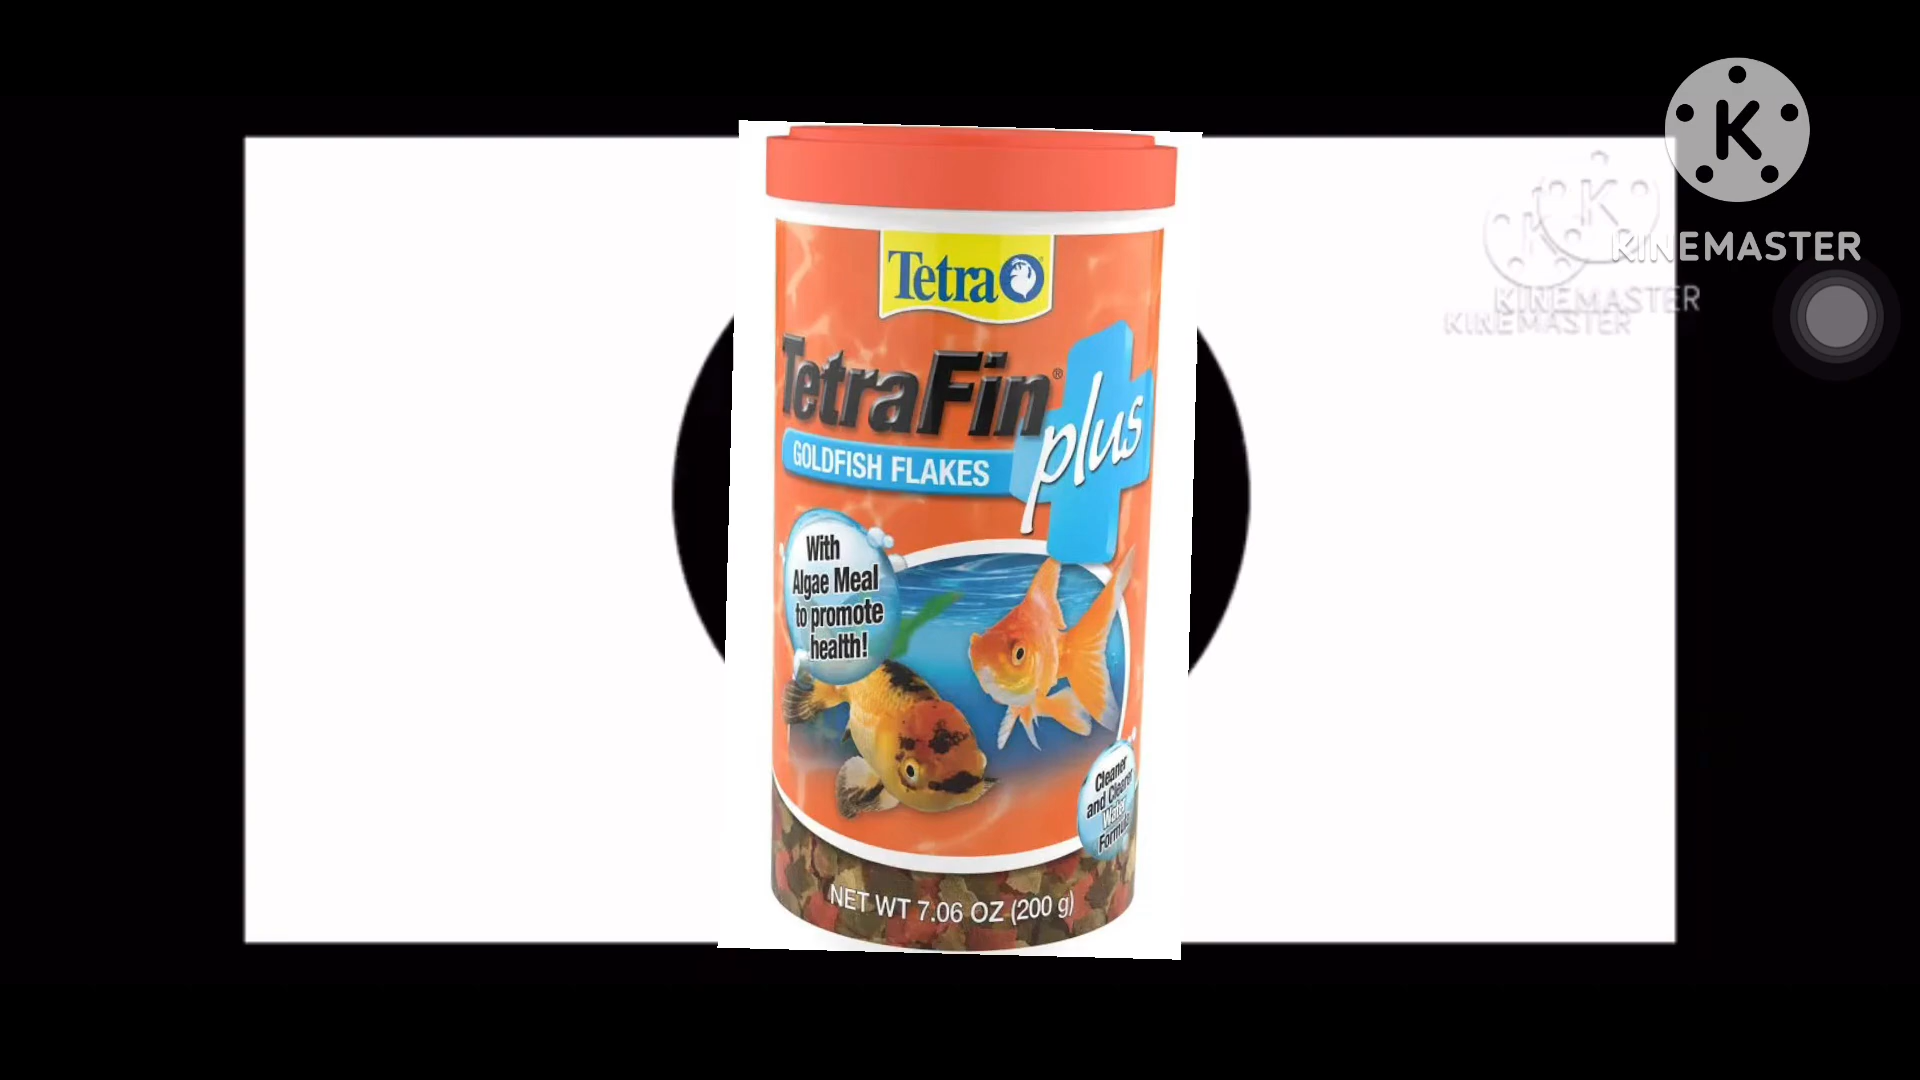 K
KINEMASTER
K
K
KINEMASTER
KINEMASTER
Tetra
TetraFin®
plus
GOLDFISH FLAKES
With
Algae Meal
to promote
health!
Cleaner
and Clearer
Water
Formula
NET WT 7.06 OZ (200 g)